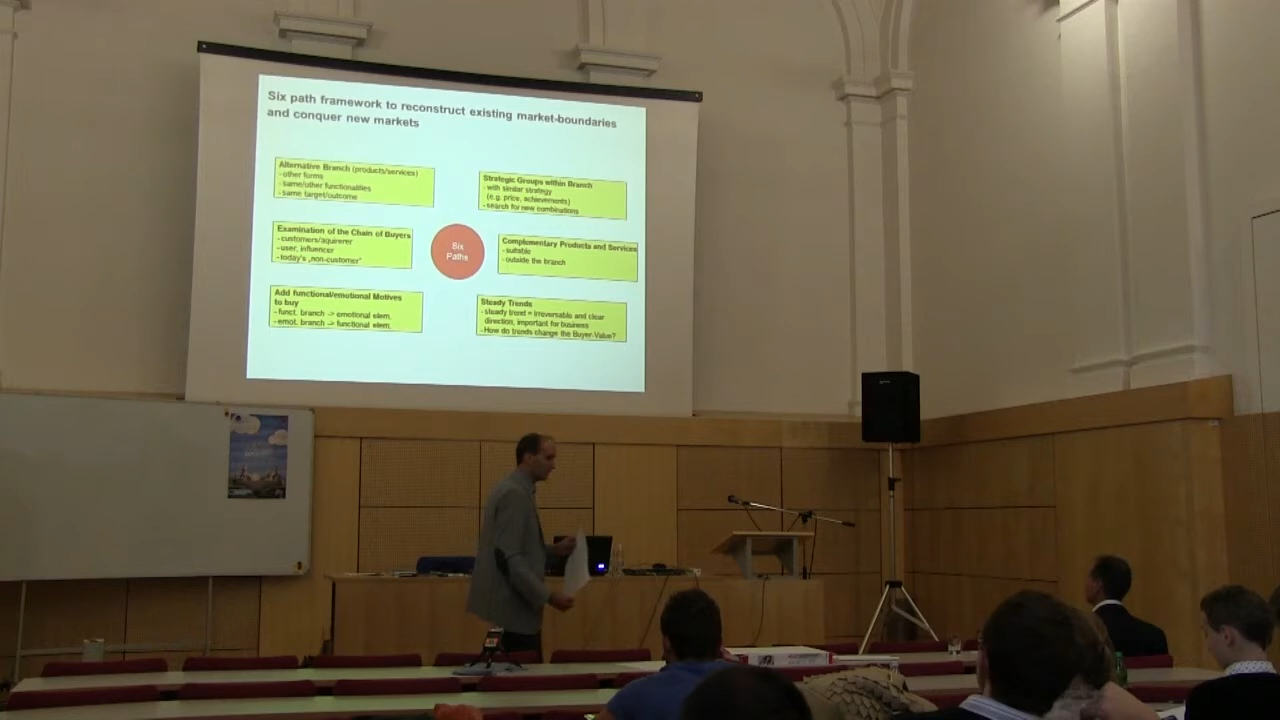 Six path framework to reconstruct existing market-boundaries
and conquer new markets
Alternative Branch (products/services)
- other forms
- same/other functionalities
- same target/outcome
Strategic Groups within Branch
- with similar strategy
(e.g. price, achievements)
- search for new combinations
Examination of the Chain of Buyers
- customers/aquirerer
- user, influencer
- today's „non-customer"
Six
Paths
Complementary Products and Services
- suitable
- outside the branch
Add functional/emotional Motives
to buy
- funct. branch -> emotional elem.
- emot. branch -> functional elem.
Steady Trends
- steady trend = irreversable and clear
direction, important for business
- How do trends change the Buyer-Value?